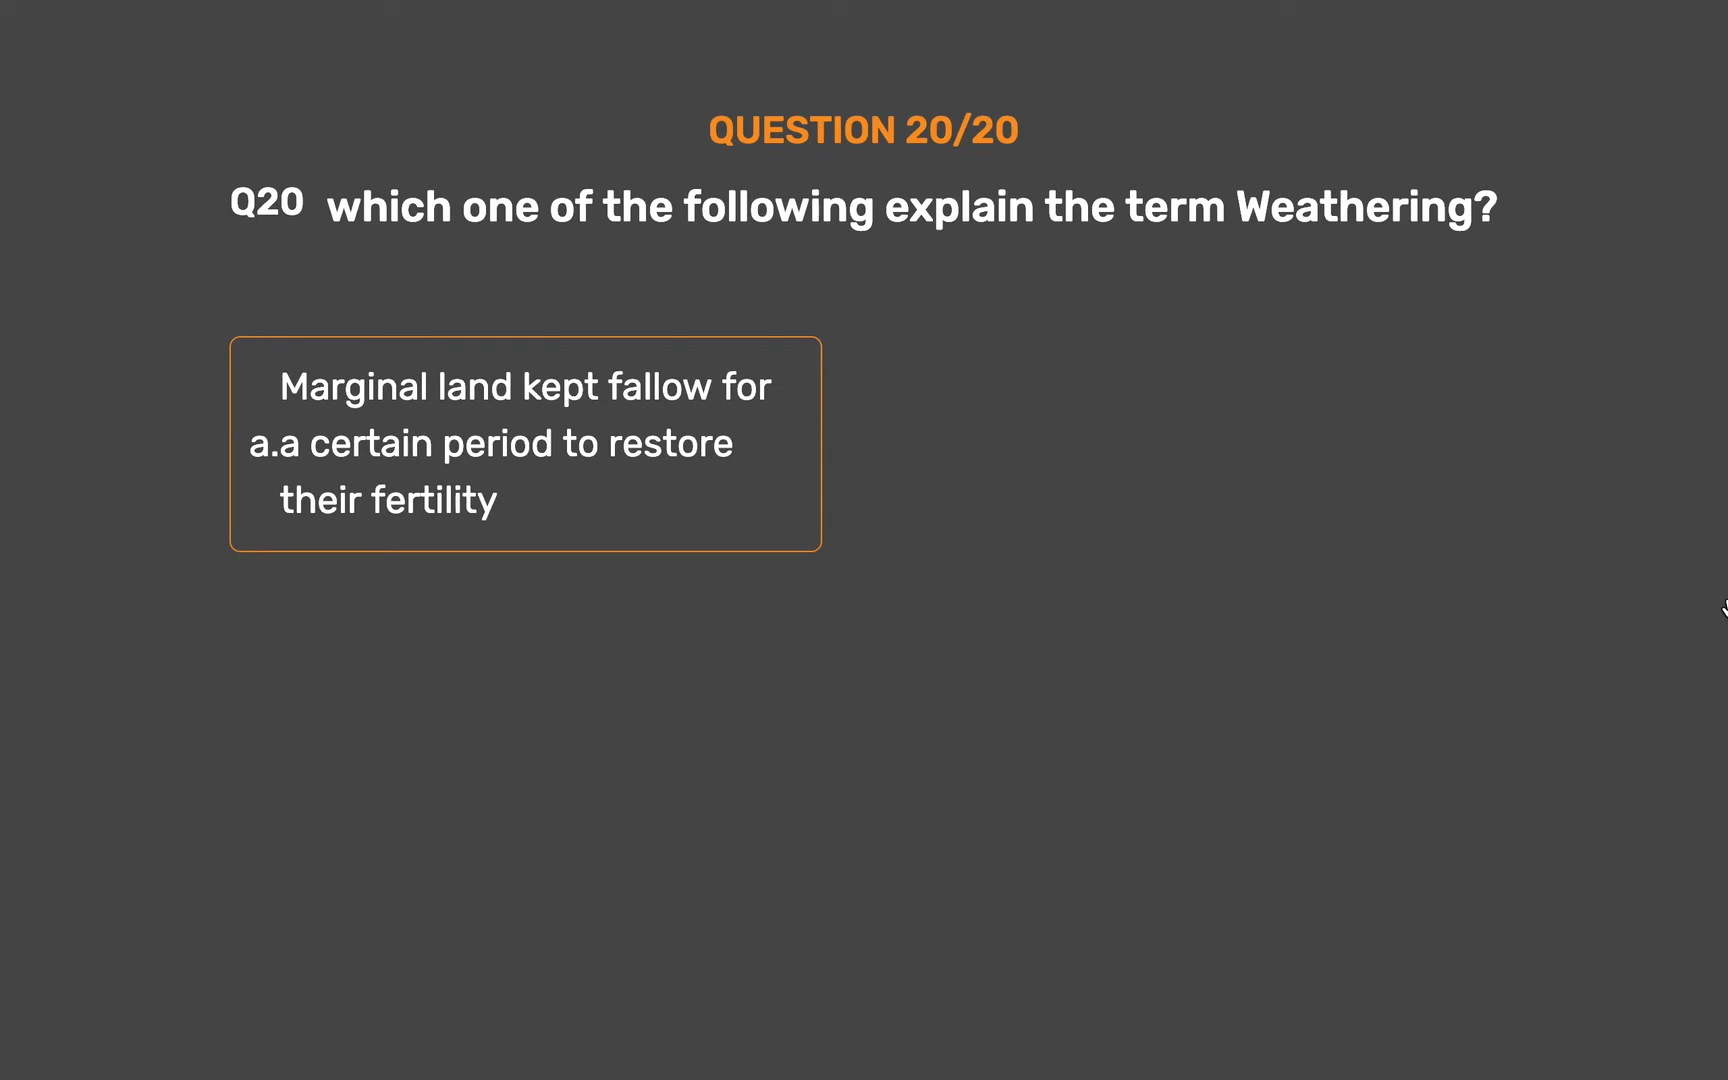 QUESTION 20/20
Q20 which one of the following explain the term Weathering?
Marginal land kept fallow for
a.a certain period to restore
their fertility